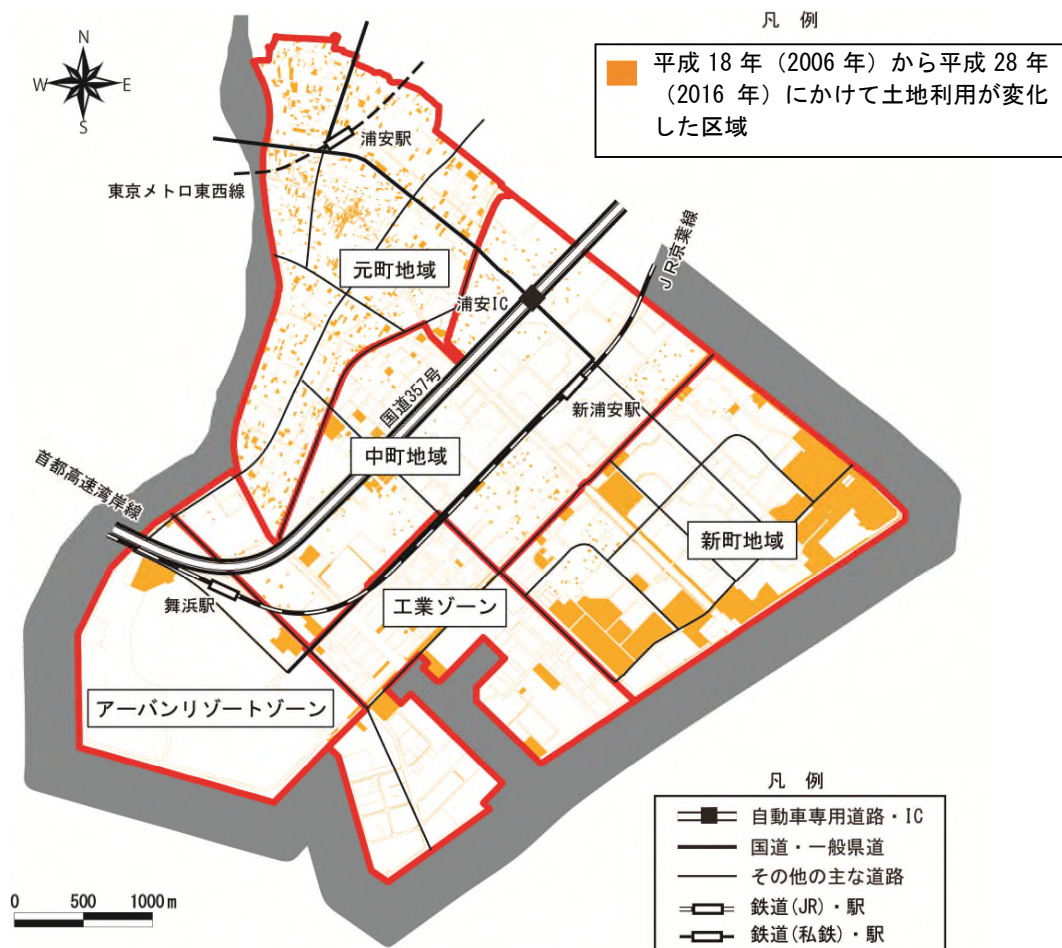 凡 例
平成 18 年（2006 年）から平成 28 年
（2016 年）にかけて土地利用が変化
した区域
N
W
E
S
浦安駅
東京メトロ東西線
元町地域
浦安IC
JR京葉線
国道357号
新浦安駅
中町地域
首都高速湾岸線
新町地域
舞浜駅
工業ゾーン
アーバンリゾートゾーン
凡 例
自動車専用道路・IC
国道・一般県道
その他の主な道路
鉄道(JR)・駅
鉄道(私鉄)・駅
0 500 1000m